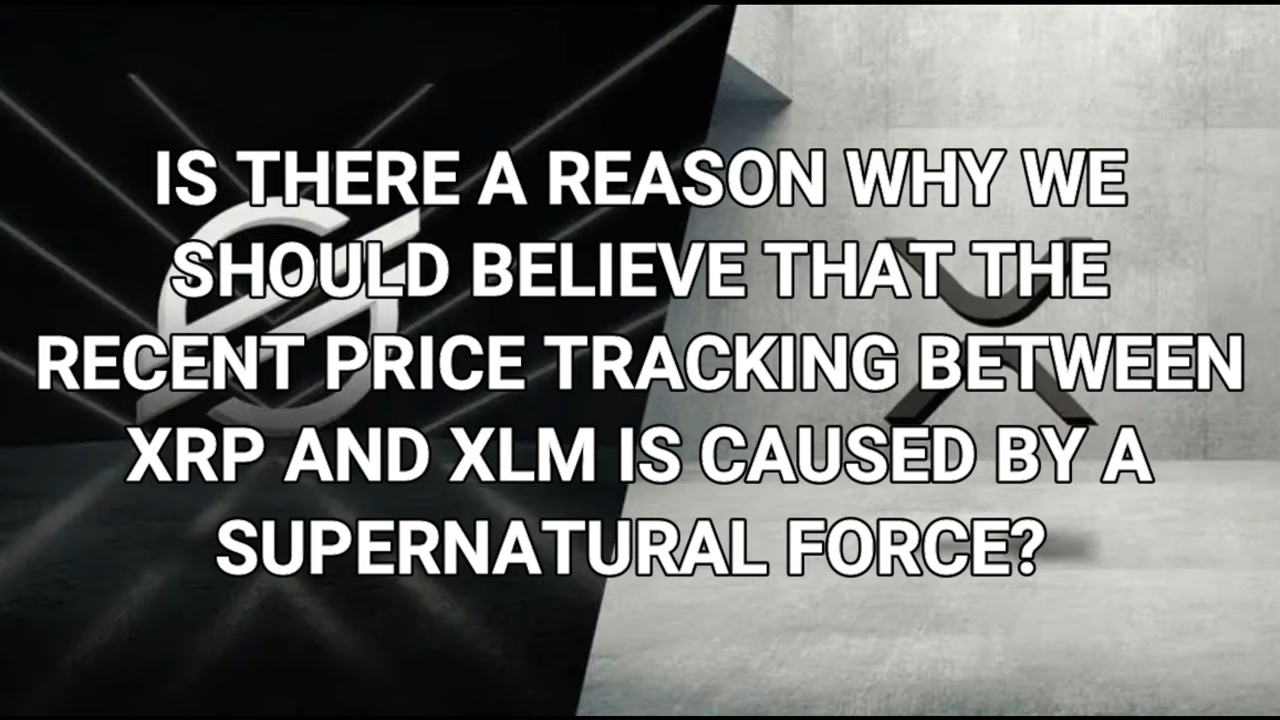 IS THERE A REASON WHY WE
SHOULD BELIEVE THAT THE
RECENT PRICE TRACKING BETWEEN
XRP AND XLM IS CAUSED BY A
SUPERNATURAL FORCE?